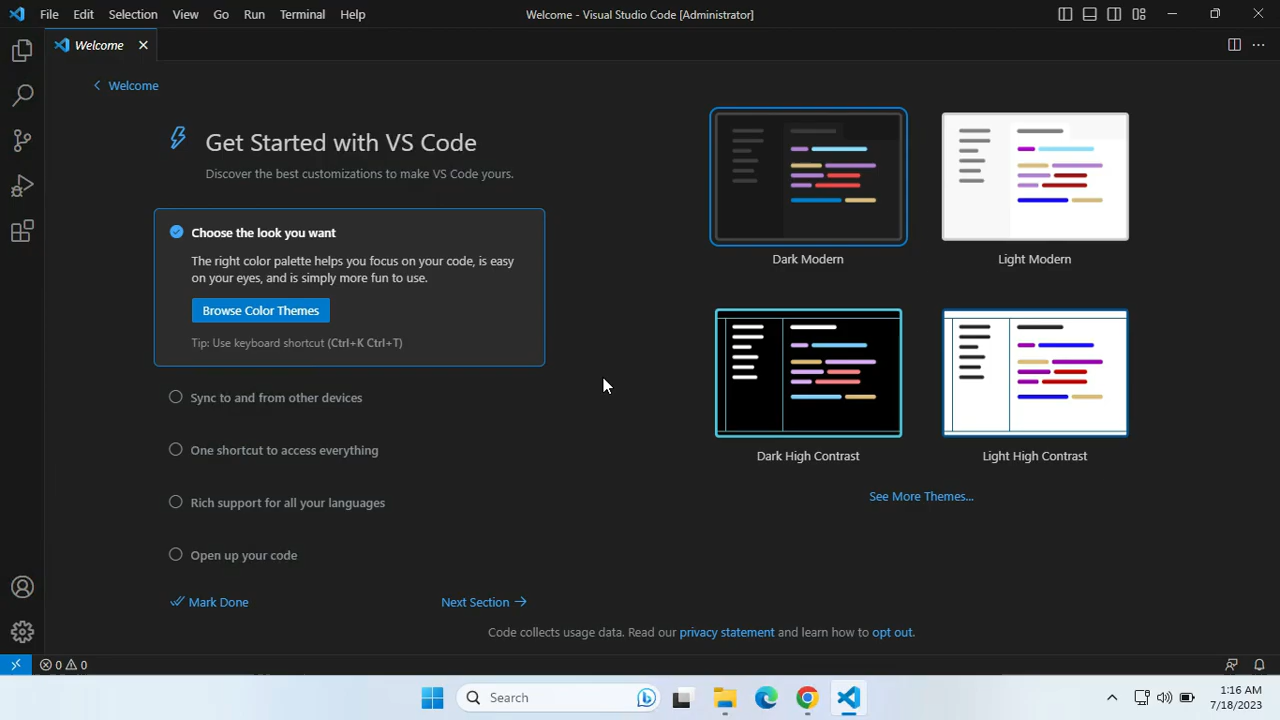 File Edit Selection View Go Run Terminal Help
Welcome - Visual Studio Code [Administrator]
Welcome
Welcome
Get Started with VS Code
Discover the best customizations to make VS Code yours.
Choose the look you want
The right color palette helps you focus on your code, is easy
on your eyes, and is simply more fun to use.
Browse Color Themes
Tip: Use keyboard shortcut (Ctrl+K Ctrl+T)
Sync to and from other devices
One shortcut to access everything
Rich support for all your languages
Open up your code
Mark Done
Next Section
Dark Modern
Light Modern
Dark High Contrast
Light High Contrast
See More Themes...
Code collects usage data. Read our privacy statement and learn how to opt out.
0 0
Search
1:16 AM
7/18/2023